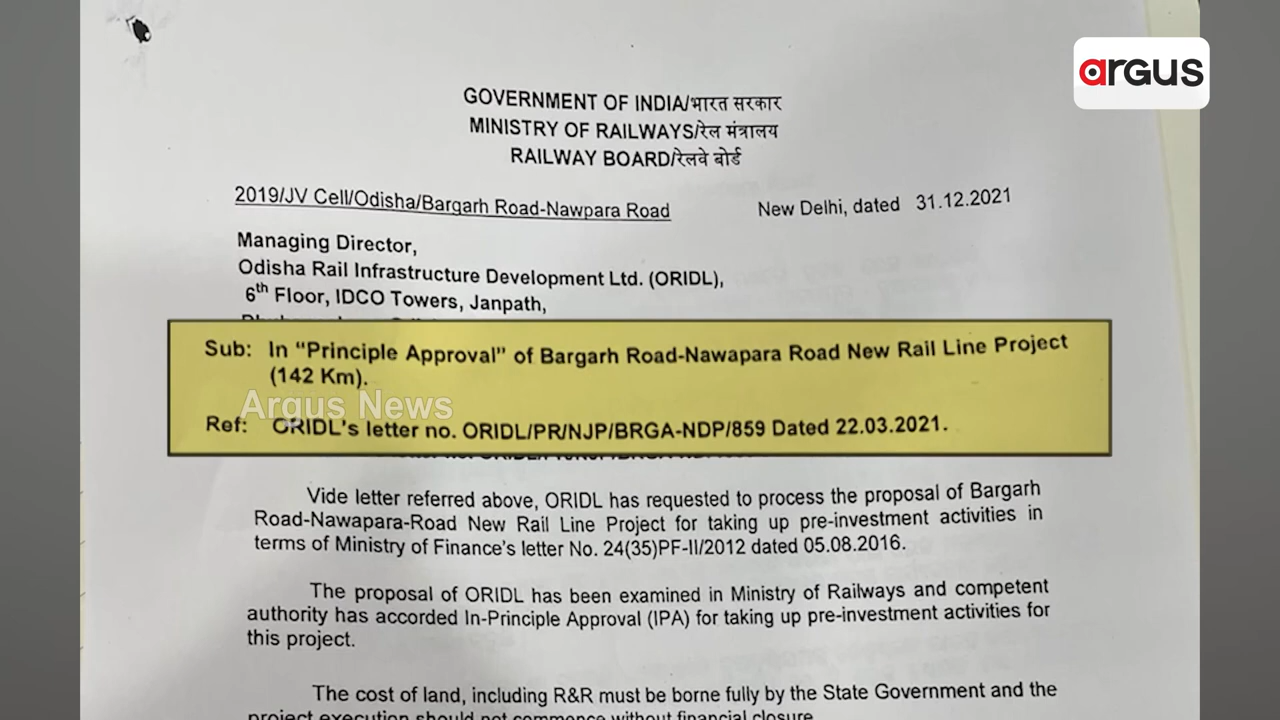 argus
GOVERNMENT OF INDIA/भारत सरकार
MINISTRY OF RAILWAYS/रेल मंत्रालय
RAILWAY BOARD/रेलवे बोर्ड
2019/JV Cell/Odisha/Bargarh Road-Nawpara Road New Delhi, dated 31.12.2021
Managing Director,
Odisha Rail Infrastructure Development Ltd. (ORIDL),
6th Floor, IDCO Towers, Janpath,
Sub: In “Principle Approval” of Bargarh Road-Nawapara Road New Rail Line Project
(142 Km).
Argus News
Ref: ORIDL's letter no. ORIDL/PR/NJP/BRGA-NDP/859 Dated 22.03.2021.
Vide letter referred above, ORIDL has requested to process the proposal of Bargarh
Road-Nawapara-Road New Rail Line Project for taking up pre-investment activities in
terms of Ministry of Finance's letter No. 24(35)PF-II/2012 dated 05.08.2016.
The proposal of ORIDL has been examined in Ministry of Railways and competent
authority has accorded In-Principle Approval (IPA) for taking up pre-investment activities for
this project.
The cost of land, including R&R must be borne fully by the State Government and the
project execution should not commence without financial closure